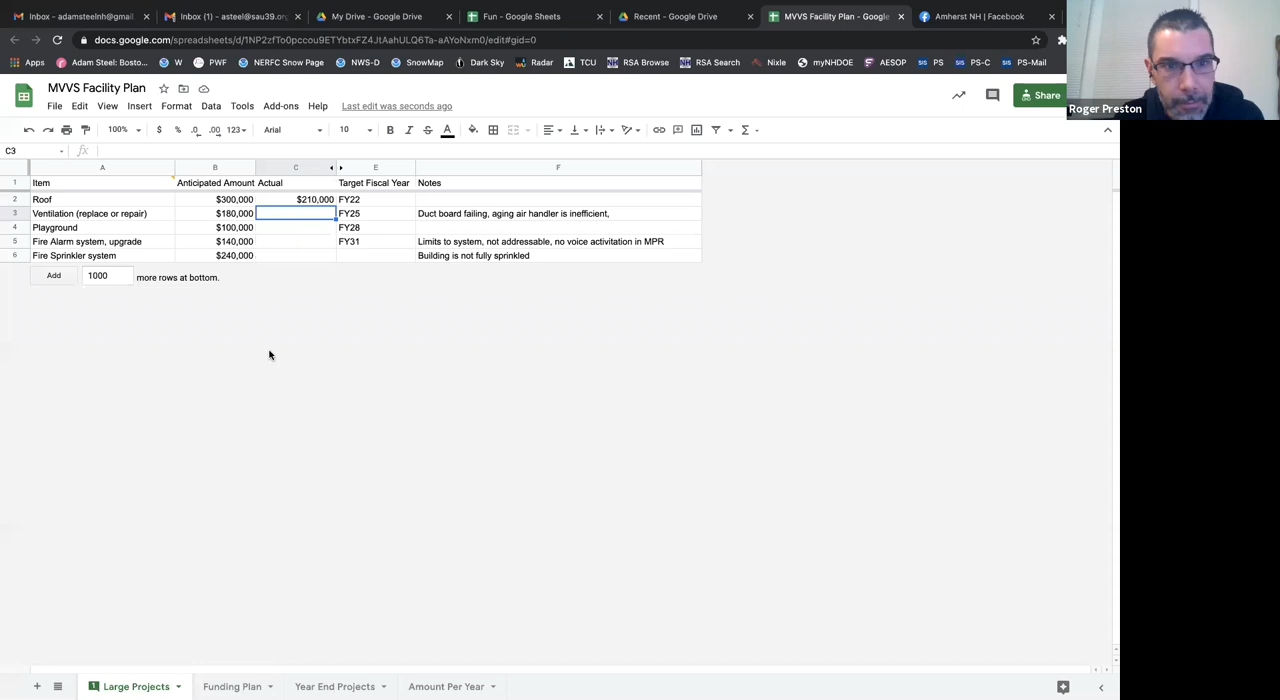 Inbox - adamsteelnh@gmail
Inbox (1) - asteel@sau39.org
My Drive - Google Drive
Fun - Google Sheets
Recent - Google Drive
MVVS Facility Plan - Google
Amherst NH | Facebook
docs.google.com/spreadsheets/d/1NP2zfTo0pccou9ETYbtxFZ4JtAahULQ6Ta-aAYoNxm0/edit#gid=0
Apps Adam Steel: Bosto... W PWF NERFC Snow Page NWS-D SnowMap Dark Sky Radar TCU RSA Browse RSA Search Nixle myNHDOE AESOP PS PS-C PS-Mail
Roger Preston
MVVS Facility Plan
File Edit View Insert Format Data Tools Add-ons Help Last edit was seconds ago
Share
100% $ % .0 .00 123 Arial 10 B I S A
C3 fx
A B C E F
1 Item Anticipated Amount Actual Target Fiscal Year Notes
2 Roof $300,000 $210,000 FY22
3 Ventilation (replace or repair) $180,000 FY25 Duct board failing, aging air handler is inefficient,
4 Playground $100,000 FY28
5 Fire Alarm system, upgrade $140,000 FY31 Limits to system, not addressable, no voice activitation in MPR
6 Fire Sprinkler system $240,000 Building is not fully sprinkled
Add 1000 more rows at bottom.
1 Large Projects Funding Plan Year End Projects Amount Per Year